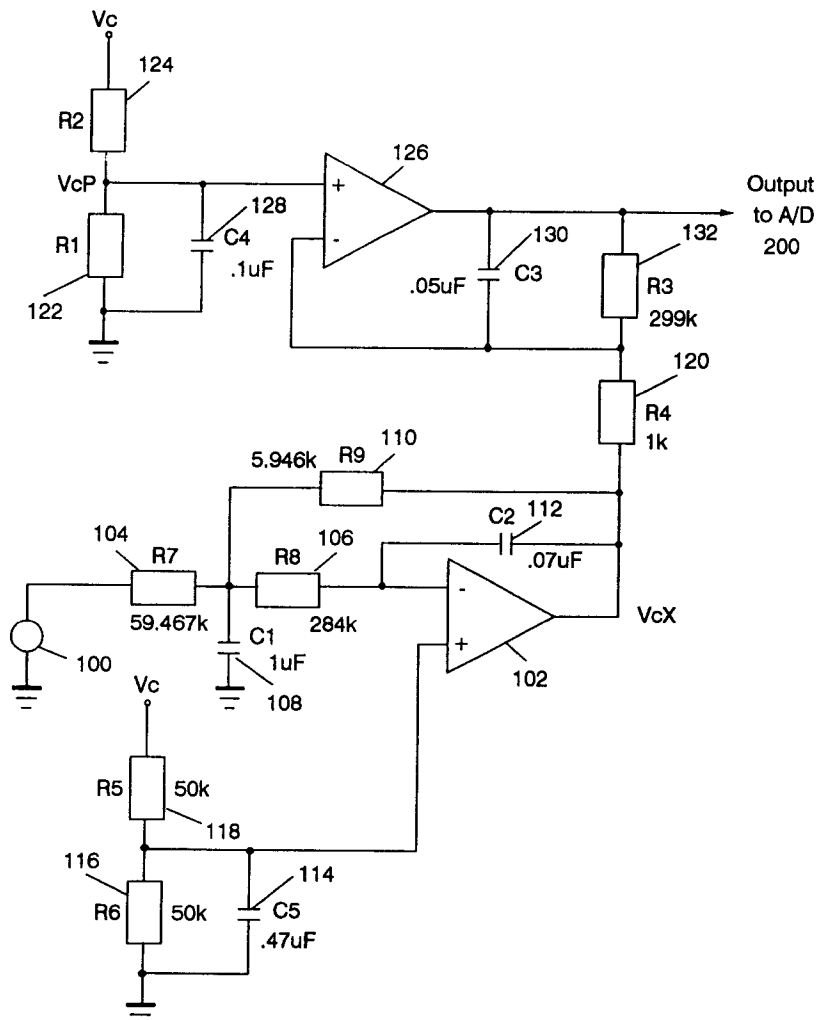 Vc
124
R2
VcP
126
+
-
Output
to A/D
200
128
C4
.1uF
130
C3
.05uF
132
R3
299k
R1
122
120
R4
1k
110
5.946k
R9
C2
112
.07uF
104
R7
59.467k
106
R8
284k
-
+
102
VcX
C1
1uF
108
100
Vc
R5
50k
118
116
R6
50k
114
C5
.47uF